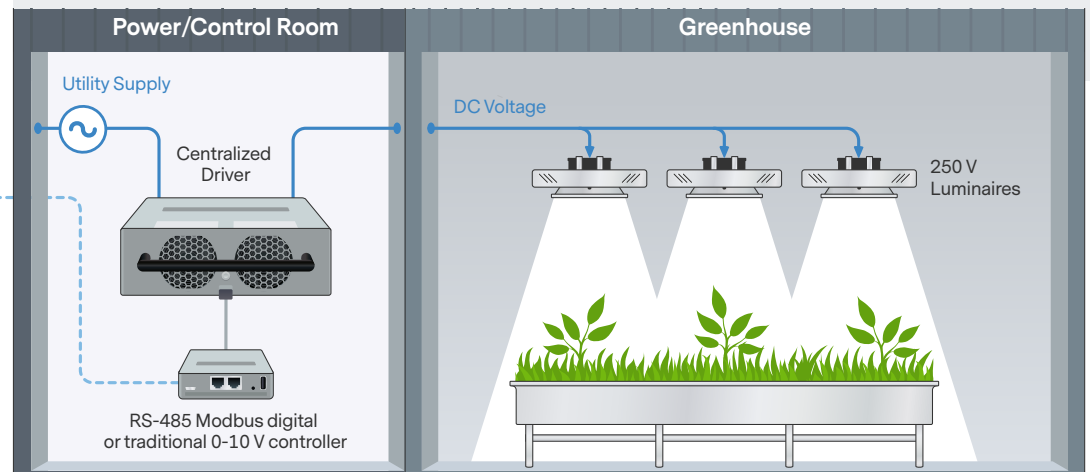 Power/Control Room
Greenhouse
Utility Supply
DC Voltage
Centralized
Driver
250 V
Luminaires
RS-485 Modbus digital
or traditional 0-10 V controller